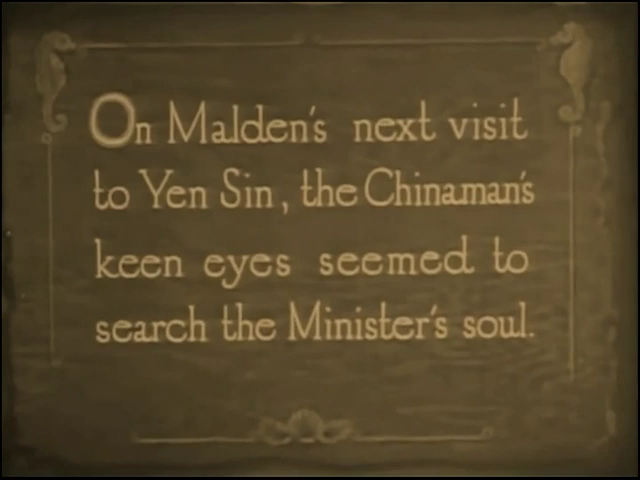 On Malden's next visit
to Yen Sin, the Chinaman's
keen eyes seemed to
search the Minister's soul.